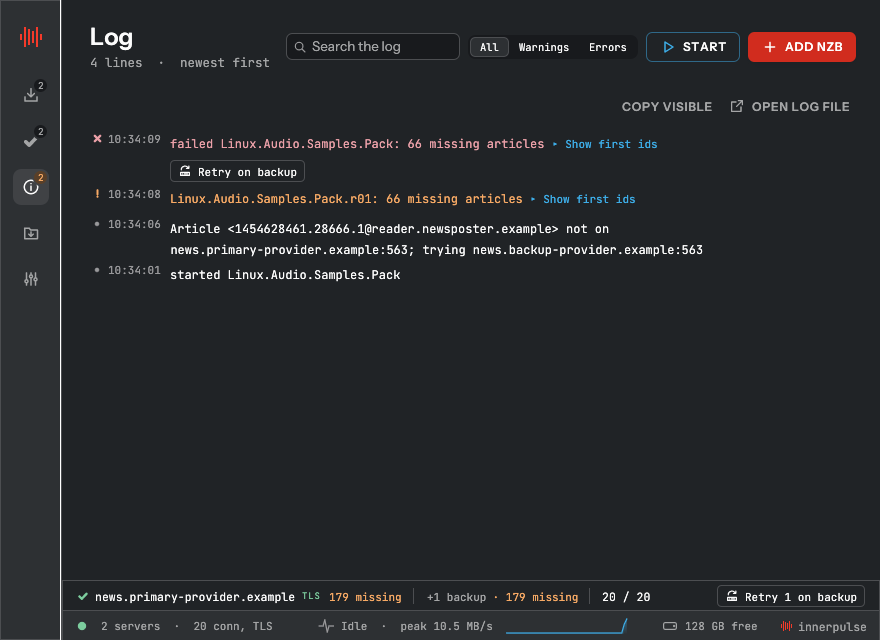 Log
4 lines · newest first
Search the log
All Warnings Errors
START
ADD NZB
2
2
2
COPY VISIBLE
OPEN LOG FILE
10:34:09 failed Linux.Audio.Samples.Pack: 66 missing articles ▸ Show first ids
Retry on backup
10:34:08 Linux.Audio.Samples.Pack.r01: 66 missing articles ▸ Show first ids
10:34:06 Article <1454628461.28666.1@reader.newsposter.example> not on
news.primary-provider.example:563; trying news.backup-provider.example:563
10:34:01 started Linux.Audio.Samples.Pack
news.primary-provider.example TLS 179 missing +1 backup · 179 missing 20 / 20 Retry 1 on backup
2 servers · 20 conn, TLS Idle · peak 10.5 MB/s 128 GB free innerpulse